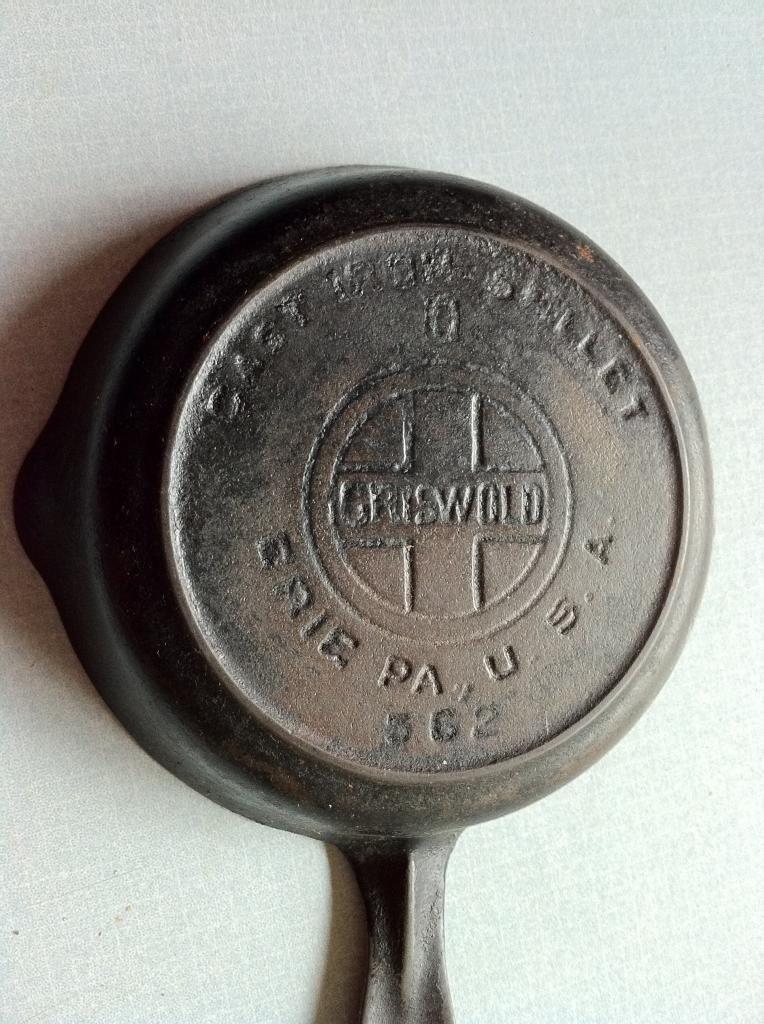 CAST IRON SKILLET
0
GRISWOLD
ERIE PA., U.S.A.
562